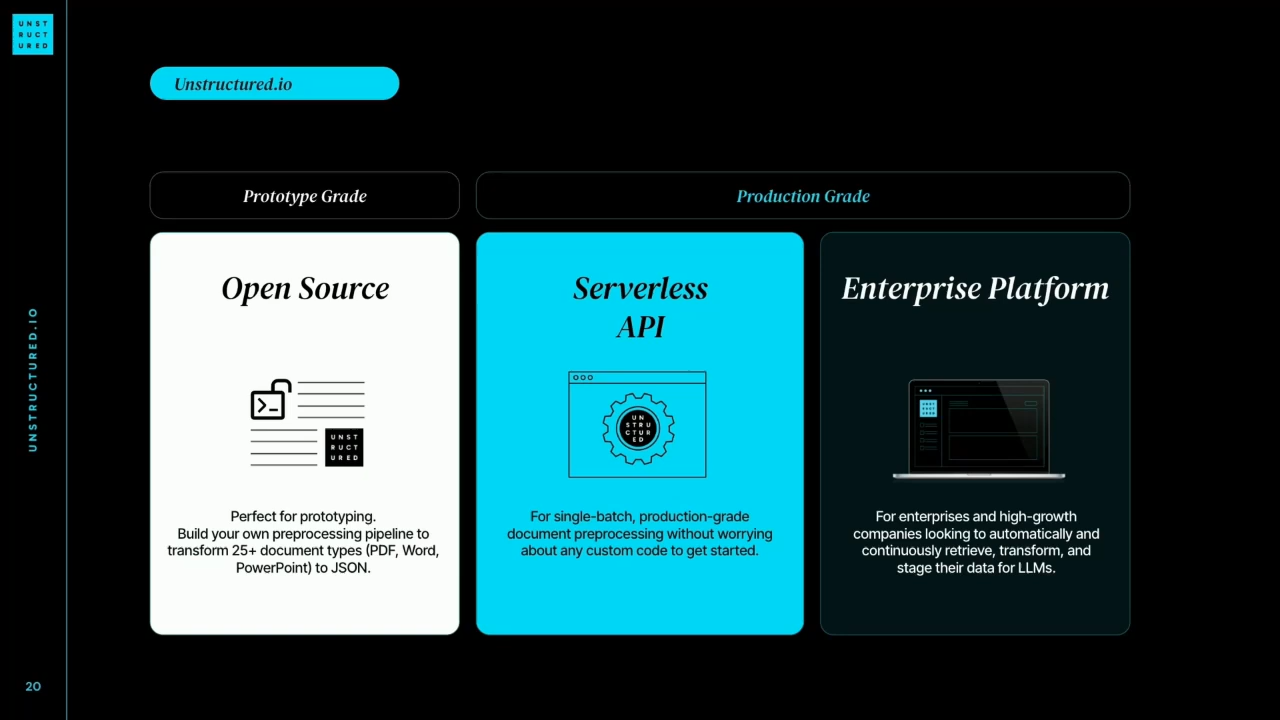 UNST
RUCT
URED
Unstructured.io
Prototype Grade
Production Grade
Open Source
UNST
RUCT
URED
Perfect for prototyping.
Build your own preprocessing pipeline to
transform 25+ document types (PDF, Word,
PowerPoint) to JSON.
Serverless
API
UN
STRU
CTUR
ED
For single-batch, production-grade
document preprocessing without worrying
about any custom code to get started.
Enterprise Platform
UNST
RUCT
URED
For enterprises and high-growth
companies looking to automatically and
continuously retrieve, transform, and
stage their data for LLMs.
UNSTRUCTURED.IO
20